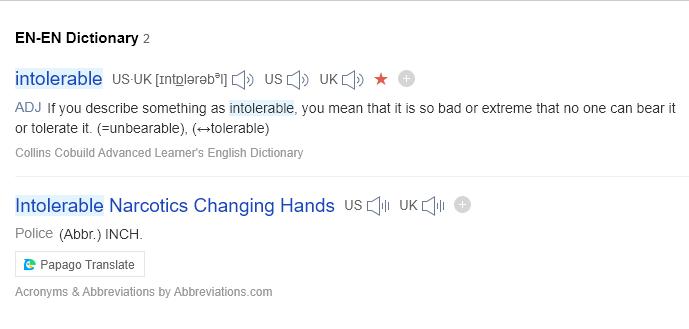 EN-EN Dictionary 2
intolerable US·UK [ɪntɒlərəbᵊl] US UK
ADJ If you describe something as intolerable, you mean that it is so bad or extreme that no one can bear it
or tolerate it. (=unbearable), (↔tolerable)
Collins Cobuild Advanced Learner's English Dictionary
Intolerable Narcotics Changing Hands US UK
Police (Abbr.) INCH.
Papago Translate
Acronyms & Abbreviations by Abbreviations.com